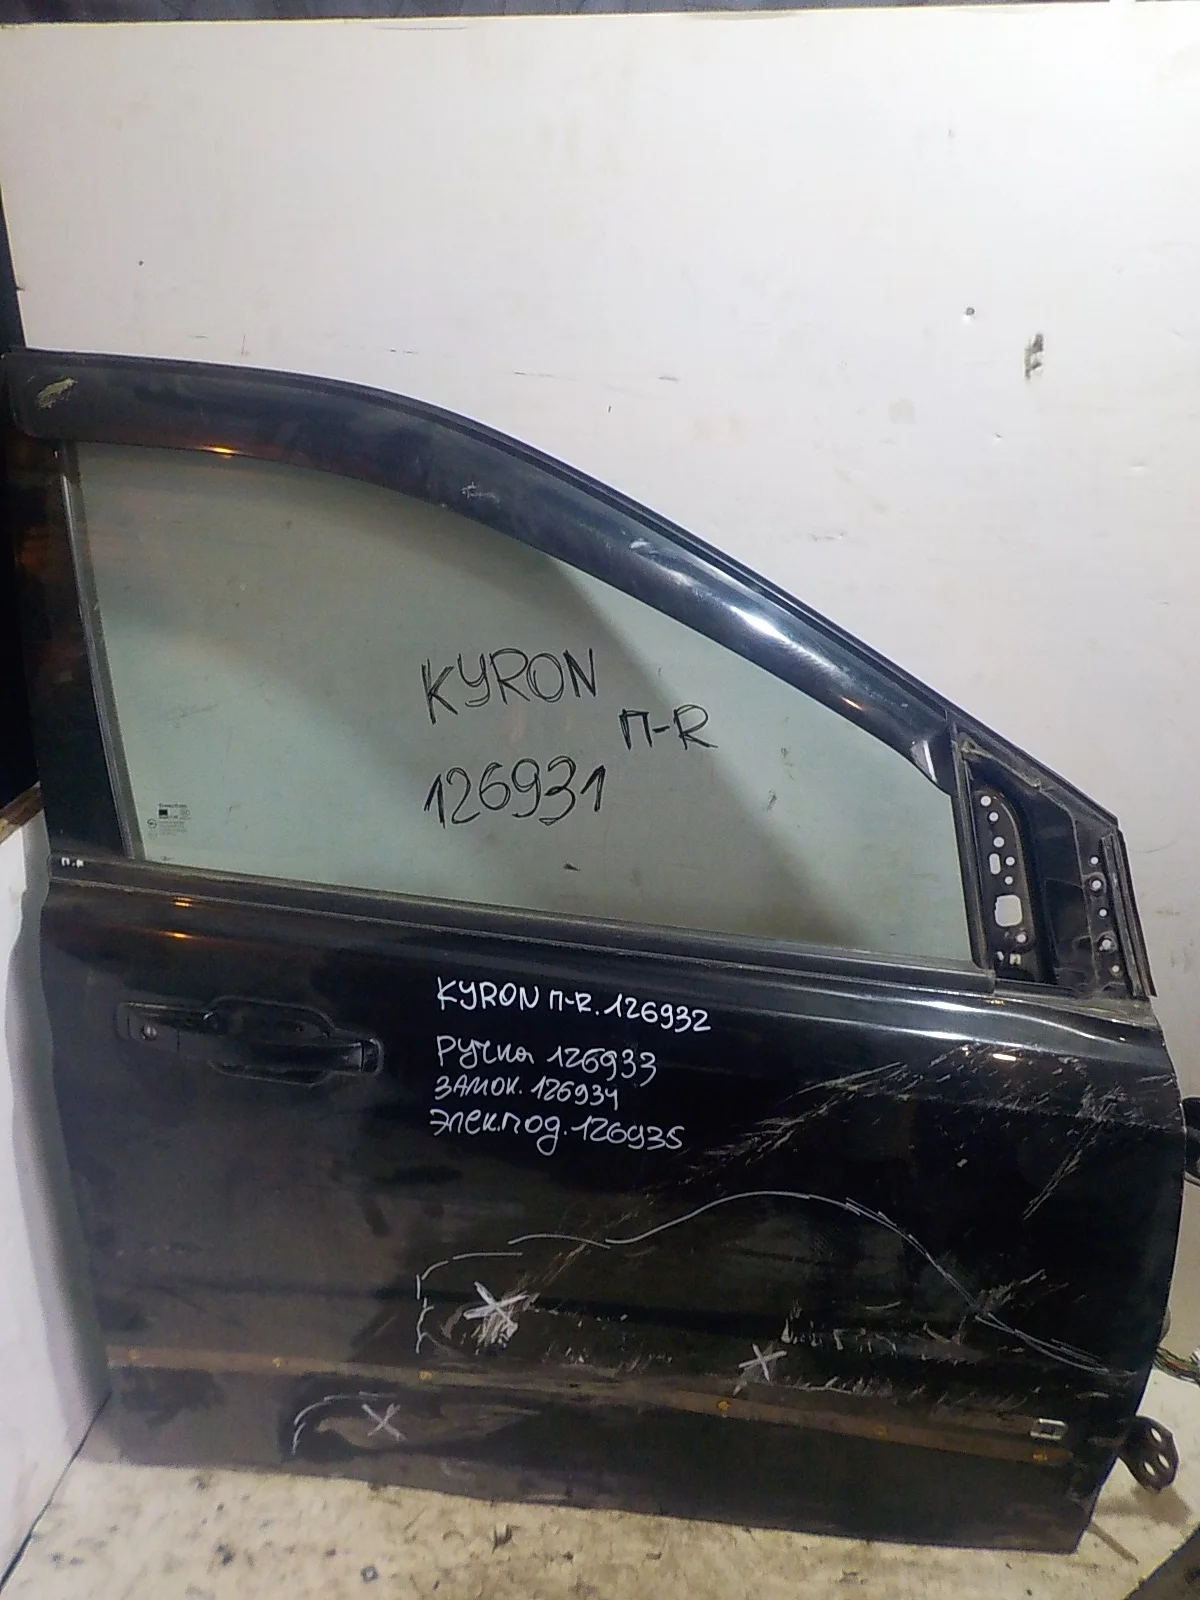 KYRON
П-R
126931
П-R
KYRON П-R. 126932
РУЧКА 126933
ЗАМОК. 126934
ЭЛЕК.ПОД. 126935